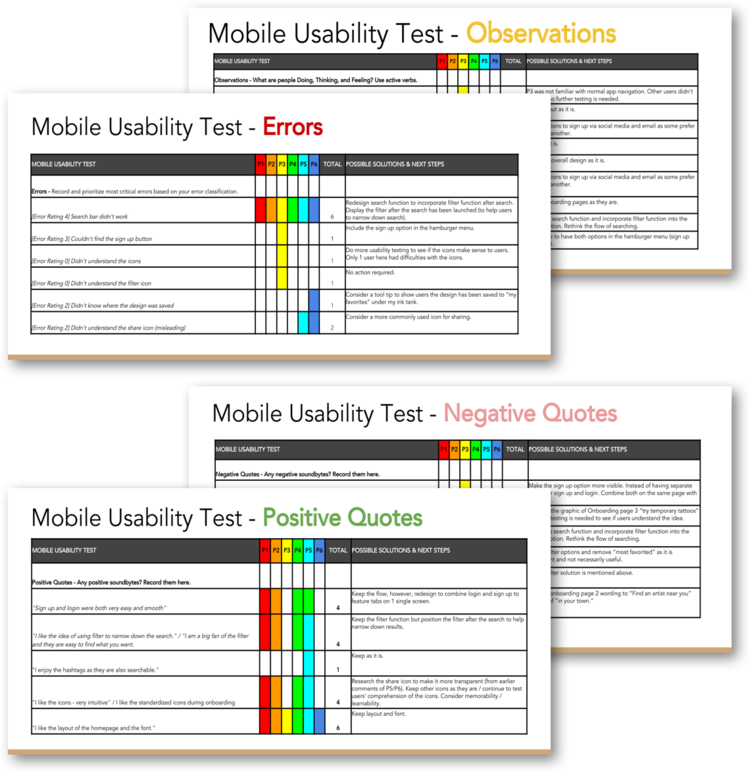 Mobile Usability Test - Observations
MOBILE USABILITY TEST P1 P2 P3 P4 P5 P6 TOTAL POSSIBLE SOLUTIONS & NEXT STEPS
Observations - What are people Doing, Thinking, and Feeling? Use active verbs.
P3 was not familiar with normal app navigation. Other users didn't
so further testing is needed.
out as it is.
ions to sign up via social media and email as some prefer
another.
t is.
overall design as it is.
ions to sign up via social media and email as some prefer
another.
oarding pages as they are.
search function and incorporate filter function into the
tion. Rethink the flow of searching.
to have both options in the hamburger menu (sign up
Mobile Usability Test - Errors
MOBILE USABILITY TEST P1 P2 P3 P4 P5 P6 TOTAL POSSIBLE SOLUTIONS & NEXT STEPS
Errors - Record and prioritize most critical errors based on your error classification.
Redesign search function to incorporate filter function after search.
Display the filter after the search has been launched (to help users
[Error Rating 4] Search bar didn't work 6 to narrow down search).
Include the sign up option in the hamburger menu.
[Error Rating 3] Couldn't find the sign up button 1
Do more usability testing to see if the icons make sense to users.
Only 1 user here had difficulties with the icons.
[Error Rating 0] Didn't understand the icons 1
No action required.
[Error Rating 0] Didn't understand the filter icon 1
Consider a tool tip to show users the design has been saved to "my
favorites" under my ink tank.
[Error Rating 2] Didn't know where the design was saved 1
Consider a more commonly used icon for sharing.
[Error Rating 2] Didn't understand the share icon (misleading) 2
Mobile Usability Test - Negative Quotes
MOBILE USABILITY TEST P1 P2 P3 P4 P5 P6 TOTAL POSSIBLE SOLUTIONS & NEXT STEPS
Negative Quotes - Any negative soundbytes? Record them here.
Make the sign up option more visible. Instead of having separate
sign up and login. Combine both on the same page with
the graphic of Onboarding page 3 "try temporary tattoos"
testing is needed to see if users understand the idea.
search function and incorporate filter function into the
tion. Rethink the flow of searching.
ter options and remove "most favorited" as it is
nt and not necessarily useful.
lter solution is mentioned above.
onboarding page 2 wording to "Find an artist near you"
of "in your town."
Mobile Usability Test - Positive Quotes
MOBILE USABILITY TEST P1 P2 P3 P4 P5 P6 TOTAL POSSIBLE SOLUTIONS & NEXT STEPS
Positive Quotes - Any positive soundbytes? Record them here.
Keep the flow, however, redesign to combine login and sign up to
feature tabs on 1 single screen.
"Sign up and login were both very easy and smooth" 4
Keep the filter function but position the filter after the search to help
narrow down results.
"I like the idea of using filter to narrow down the search." / "I am a big fan of the filter
and they are easy to find what you want. 4
Keep as it is.
"I enjoy the hashtags as they are also searchable." 1
Research the share icon to make it more transparent (from earlier
comments of P5/P6). Keep other icons as they are / continue to test
users' comprehension of the icons. Consider memorability /
"I like the icons - very intuitive" / I like the standardized icons during onboarding 4 learnability.
Keep layout and font.
"I like the layout of the homepage and the font." 6